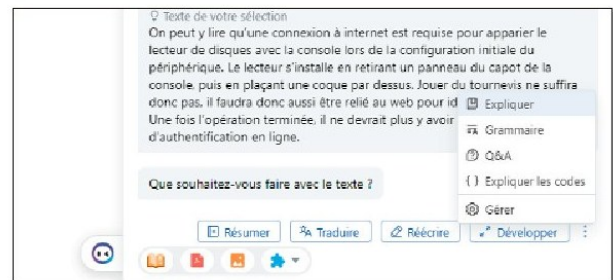 Texte de votre sélection
On peut y lire qu'une connexion à internet est requise pour apparier le
lecteur de disques avec la console lors de la configuration initiale du
périphérique. Le lecteur s'installe en retirant un panneau du capot de la
console, puis en plaçant une coque par dessus. Jouer du tournevis ne suffira
donc pas, il faudra donc aussi être relié au web pour id
Une fois l'opération terminée, il ne devrait plus y avoir
d'authentification en ligne.
Expliquer
Grammaire
Q&A
Expliquer les codes
Gérer
Que souhaitez-vous faire avec le texte ?
Résumer Traduire Réécrire Développer